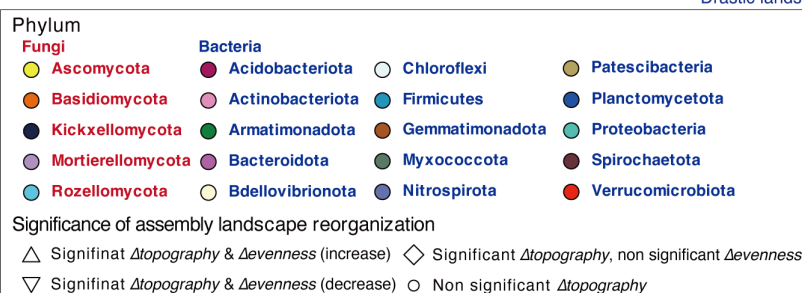 Drastic lands
Phylum
Fungi Bacteria
Ascomycota Acidobacteriota Chloroflexi Patescibacteria
Basidiomycota Actinobacteriota Firmicutes Planctomycetota
Kickxellomycota Armatimonadota Gemmatimonadota Proteobacteria
Mortierellomycota Bacteroidota Myxococcota Spirochaetota
Rozellomycota Bdellovibrionota Nitrospirota Verrucomicrobiota
Significance of assembly landscape reorganization
Signifinat Δtopography & Δevenness (increase) Significant Δtopography, non significant Δevenness
Signifinat Δtopography & Δevenness (decrease) Non significant Δtopography